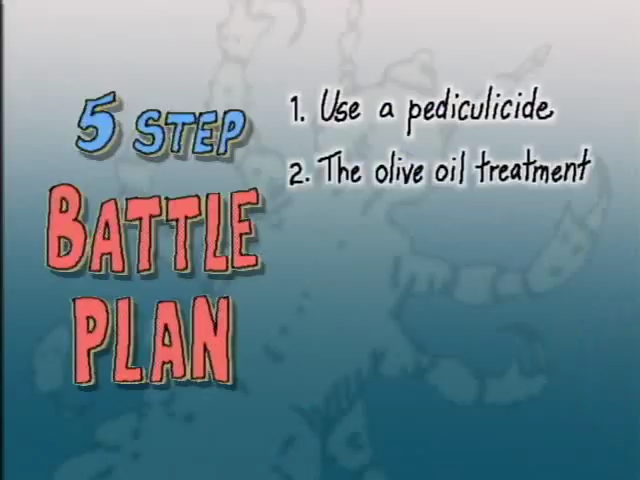 5 STEP
BATTLE
PLAN
1. Use a pediculicide
2. The olive oil treatment